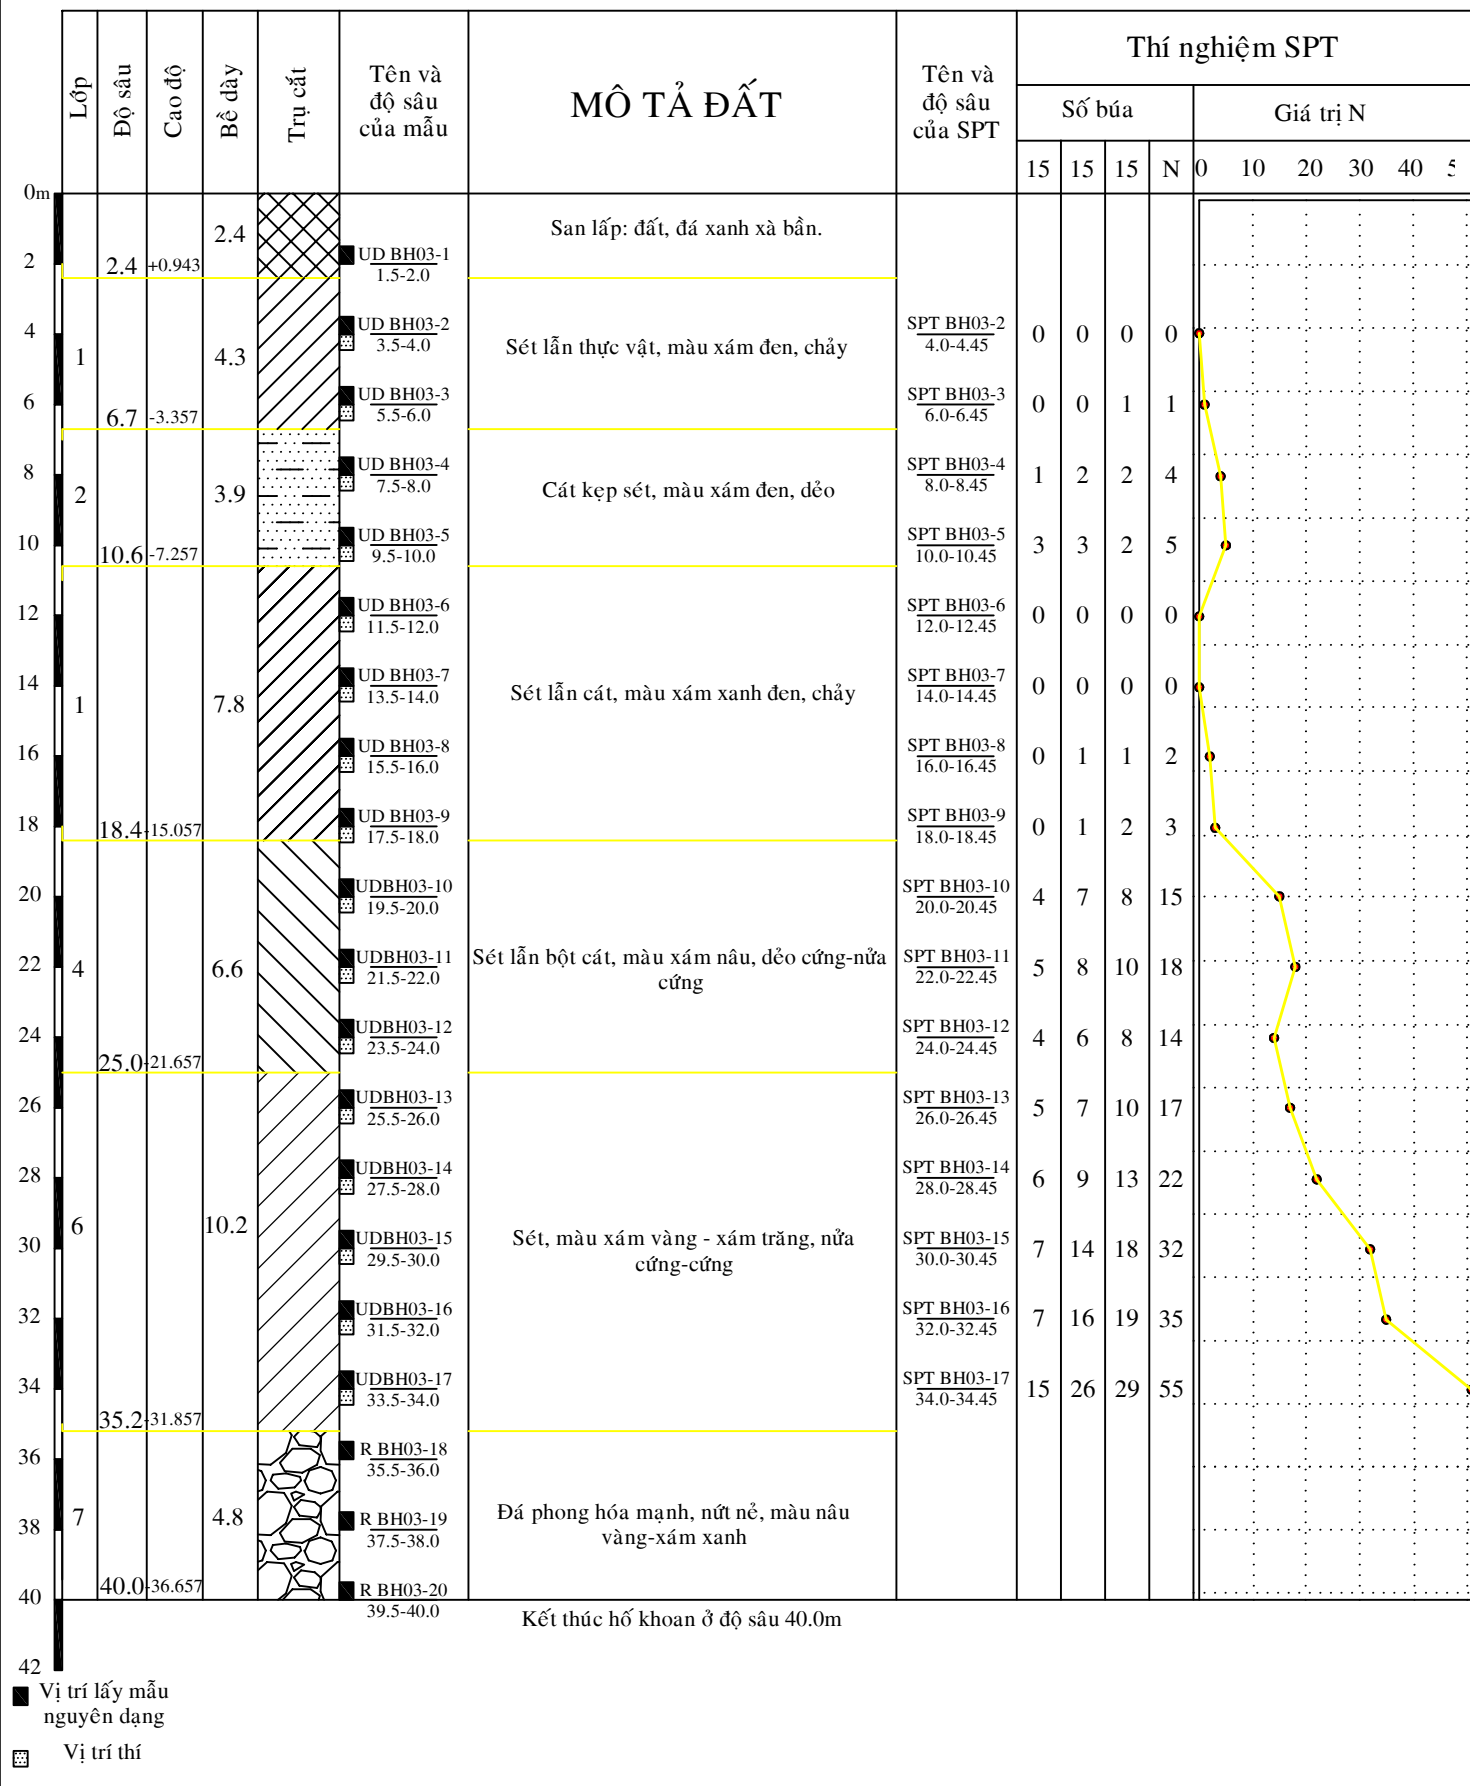 Lớp
Độ sâu
Cao độ
Bề dày
Trụ cắt
Tên và
độ sâu
của mẫu
MÔ TẢ ĐẤT
Tên và
độ sâu
của SPT
Thí nghiệm SPT
Số búa
Giá trị N
15 15 15 N
0 10 20 30 40 5
0m
2.4
San lấp: đất, đá xanh xà bần.
2
2.4 +0.943
UD BH03-1
1.5-2.0
4
1
4.3
UD BH03-2
3.5-4.0
Sét lẫn thực vật, màu xám đen, chảy
SPT BH03-2
4.0-4.45
0 0 0 0
6
6.7 -3.357
UD BH03-3
5.5-6.0
SPT BH03-3
6.0-6.45
0 0 1 1
8
2
3.9
UD BH03-4
7.5-8.0
Cát kẹp sét, màu xám đen, dẻo
SPT BH03-4
8.0-8.45
1 2 2 4
10
10.6 -7.257
UD BH03-5
9.5-10.0
SPT BH03-5
10.0-10.45
3 3 2 5
12
UD BH03-6
11.5-12.0
SPT BH03-6
12.0-12.45
0 0 0 0
14
1
7.8
UD BH03-7
13.5-14.0
Sét lẫn cát, màu xám xanh đen, chảy
SPT BH03-7
14.0-14.45
0 0 0 0
16
UD BH03-8
15.5-16.0
SPT BH03-8
16.0-16.45
0 1 1 2
18
18.4 -15.057
UD BH03-9
17.5-18.0
SPT BH03-9
18.0-18.45
0 1 2 3
20
UDBH03-10
19.5-20.0
SPT BH03-10
20.0-20.45
4 7 8 15
22
4
6.6
UDBH03-11
21.5-22.0
Sét lẫn bột cát, màu xám nâu, dẻo cứng-nửa
cứng
SPT BH03-11
22.0-22.45
5 8 10 18
24
25.0 -21.657
UDBH03-12
23.5-24.0
SPT BH03-12
24.0-24.45
4 6 8 14
26
UDBH03-13
25.5-26.0
SPT BH03-13
26.0-26.45
5 7 10 17
28
UDBH03-14
27.5-28.0
SPT BH03-14
28.0-28.45
6 9 13 22
30
6
10.2
UDBH03-15
29.5-30.0
Sét, màu xám vàng - xám trăng, nửa
cứng-cứng
SPT BH03-15
30.0-30.45
7 14 18 32
32
UDBH03-16
31.5-32.0
SPT BH03-16
32.0-32.45
7 16 19 35
34
35.2 -31.857
UDBH03-17
33.5-34.0
SPT BH03-17
34.0-34.45
15 26 29 55
36
R BH03-18
35.5-36.0
38
7
4.8
R BH03-19
37.5-38.0
Đá phong hóa mạnh, nứt nẻ, màu nâu
vàng-xám xanh
40
40.0 -36.657
R BH03-20
39.5-40.0
Kết thúc hố khoan ở độ sâu 40.0m
42
Vị trí lấy mẫu
nguyên dạng
Vị trí thí